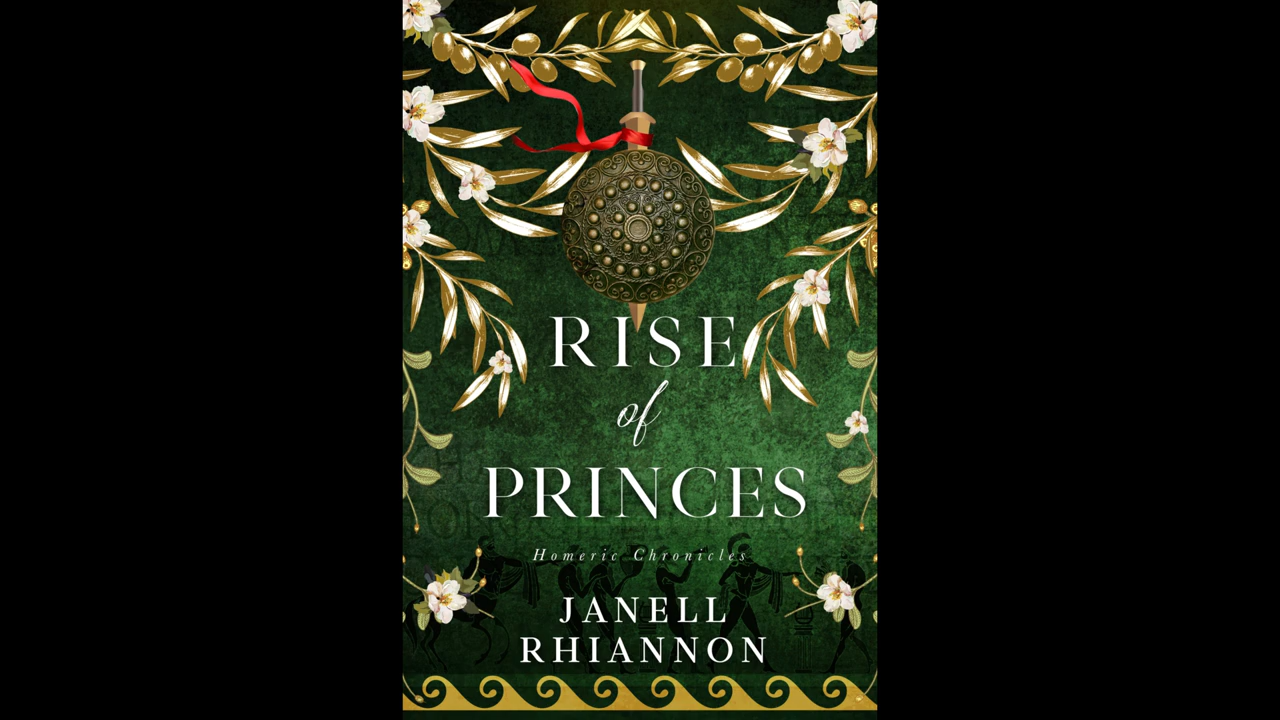 RISE
of
PRINCES
Homeric Chronicles
JANELL
RHIANNON